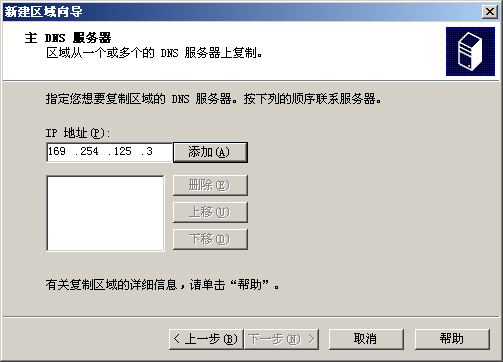 新建区域向导
主 DNS 服务器
区域从一个或多个的 DNS 服务器上复制。
指定您想要复制区域的 DNS 服务器。按下列的顺序联系服务器。
IP 地址(P):
169 .254 .125 .3
添加(A)
删除(E)
上移(U)
下移(D)
有关复制区域的详细信息，请单击“帮助”。
< 上一步(B)
下一步(N) >
取消
帮助